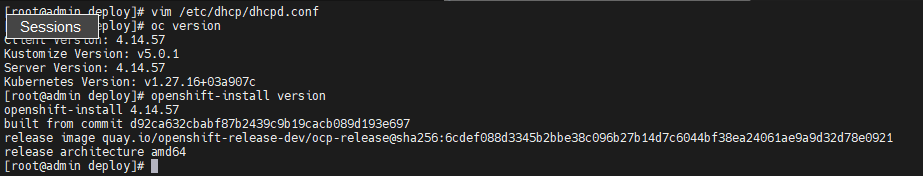 [root@admin deploy]# vim /etc/dhcp/dhcpd.conf
Sessions
[root@admin deploy]# oc version
Client Version: 4.14.57
Kustomize Version: v5.0.1
Server Version: 4.14.57
Kubernetes Version: v1.27.16+03a907c
[root@admin deploy]# openshift-install version
openshift-install 4.14.57
built from commit d92ca632cbabf87b2439c9b19cacb089d193e697
release image quay.io/openshift-release-dev/ocp-release@sha256:6cdef088d3345b2bbe38c096b27b14d7c6044bf38ea24061ae9a9d32d78e0921
release architecture amd64
[root@admin deploy]#